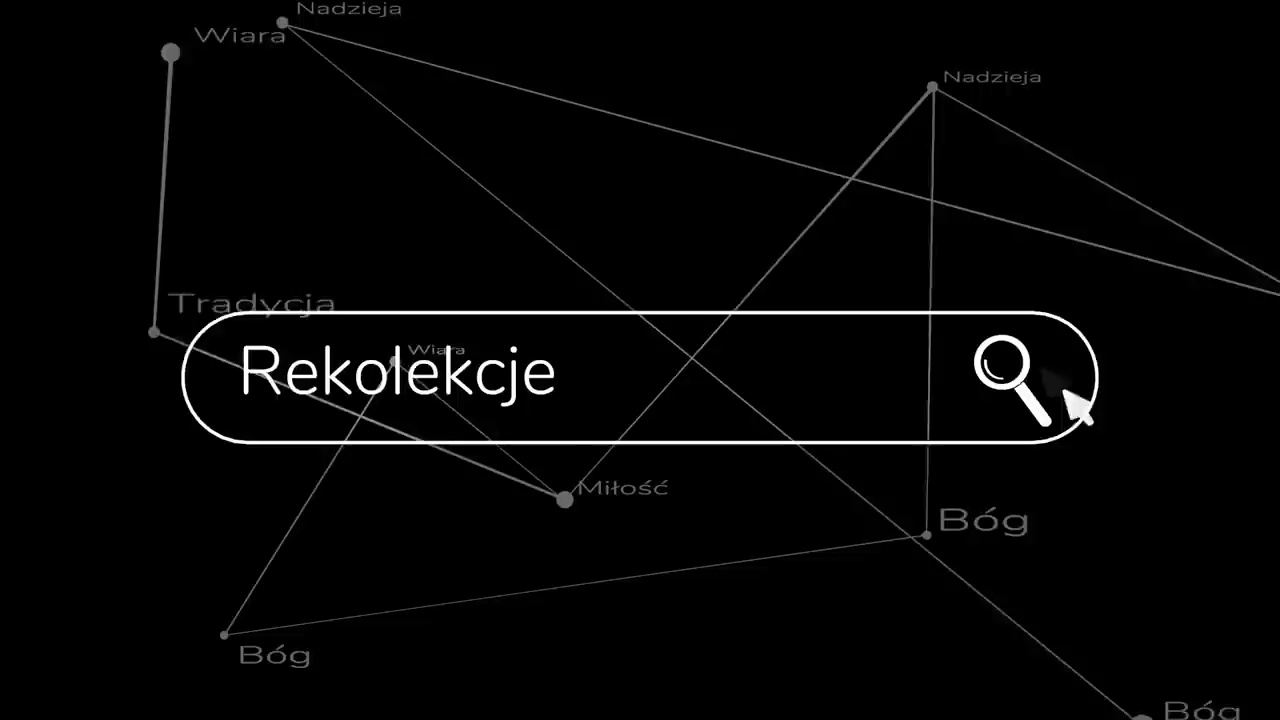 Nadzieja
Wiara
Nadzieja
Tradycja
Wiara
Rekolekcje
Miłość
Bóg
Bóg
Bóg